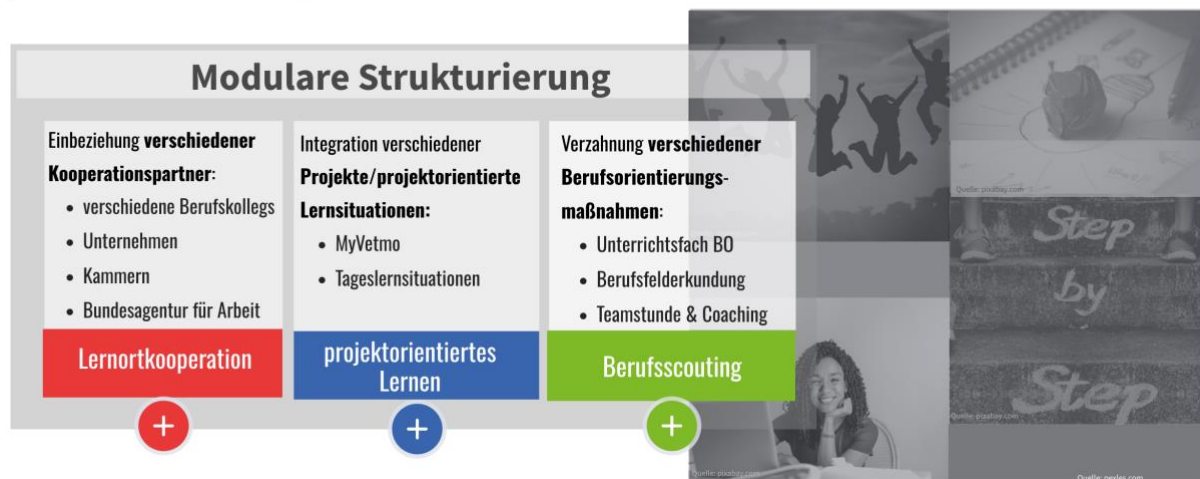 Modulare Strukturierung
Einbeziehung verschiedener
Kooperationspartner:
• verschiedene Berufskollegs
• Unternehmen
• Kammern
• Bundesagentur für Arbeit
Lernortkooperation
+
Integration verschiedener
Projekte/projektorientierte
Lernsituationen:
• MyVetmo
• Tageslernsituationen
projektorientiertes
Lernen
+
Verzahnung verschiedener
Berufsorientierungs-
maßnahmen:
• Unterrichtsfach BO
• Berufsfelderkundung
• Teamstunde & Coaching
Berufsscouting
+
Quelle: pixabay.com
Step
by
Step
Quelle: pixabay.com
Quelle: pixabay.com
Quelle: pexles.com